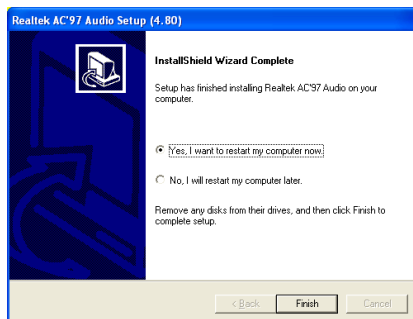 Realtek AC'97 Audio Setup (4.80)
InstallShield Wizard Complete
Setup has finished installing Realtek AC'97 Audio on your
computer.
Yes, I want to restart my computer now.
No, I will restart my computer later.
Remove any disks from their drives, and then click Finish to
complete setup.
< Back
Finish
Cancel